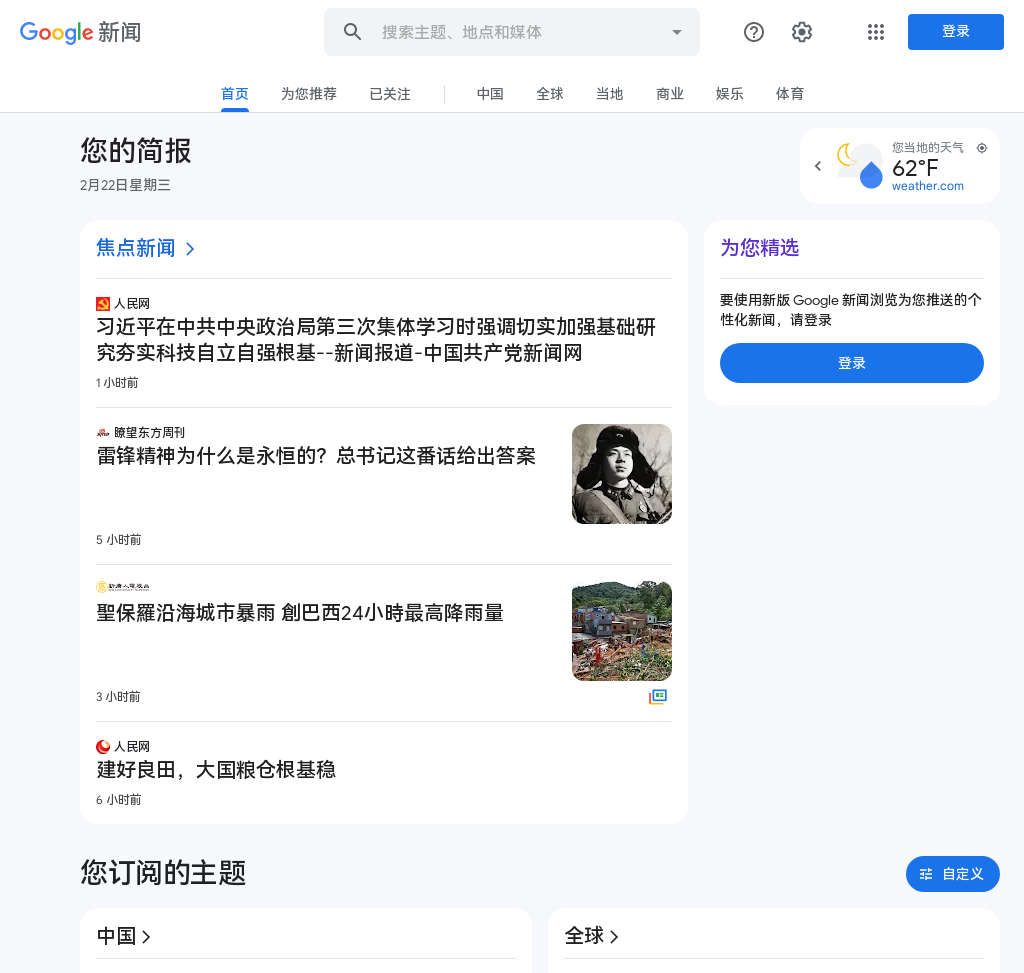 Google 新闻
搜索主题、地点和媒体
登录
首页 为您推荐 已关注 中国 全球 当地 商业 娱乐 体育
您的简报
2月22日星期三
您当地的天气
62°F
weather.com
焦点新闻
人民网
习近平在中共中央政治局第三次集体学习时强调切实加强基础研
究夯实科技自立自强根基--新闻报道-中国共产党新闻网
1 小时前
瞭望东方周刊
雷锋精神为什么是永恒的？总书记这番话给出答案
5 小时前
聖保羅沿海城市暴雨 創巴西24小時最高降雨量
3 小时前
人民网
建好良田，大国粮仓根基稳
6 小时前
为您精选
要使用新版 Google 新闻浏览为您推送的个
性化新闻，请登录
登录
您订阅的主题
自定义
中国
全球